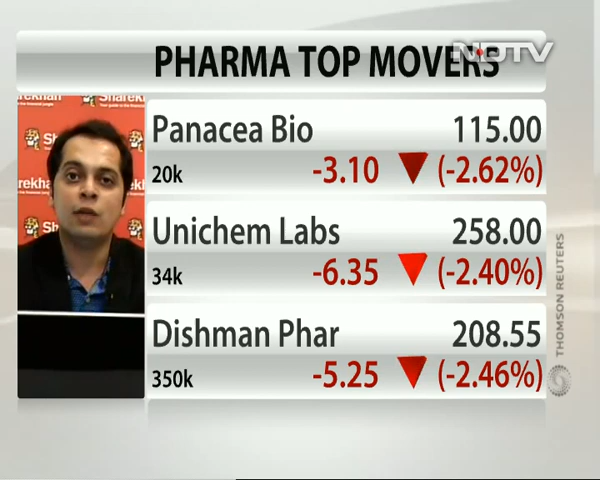 NDTV
PHARMA TOP MOVERS
Sharekhan
Panacea Bio 115.00
20k -3.10 (-2.62%)
Unichem Labs 258.00
34k -6.35 (-2.40%)
Dishman Phar 208.55
350k -5.25 (-2.46%)
THOMSON REUTERS